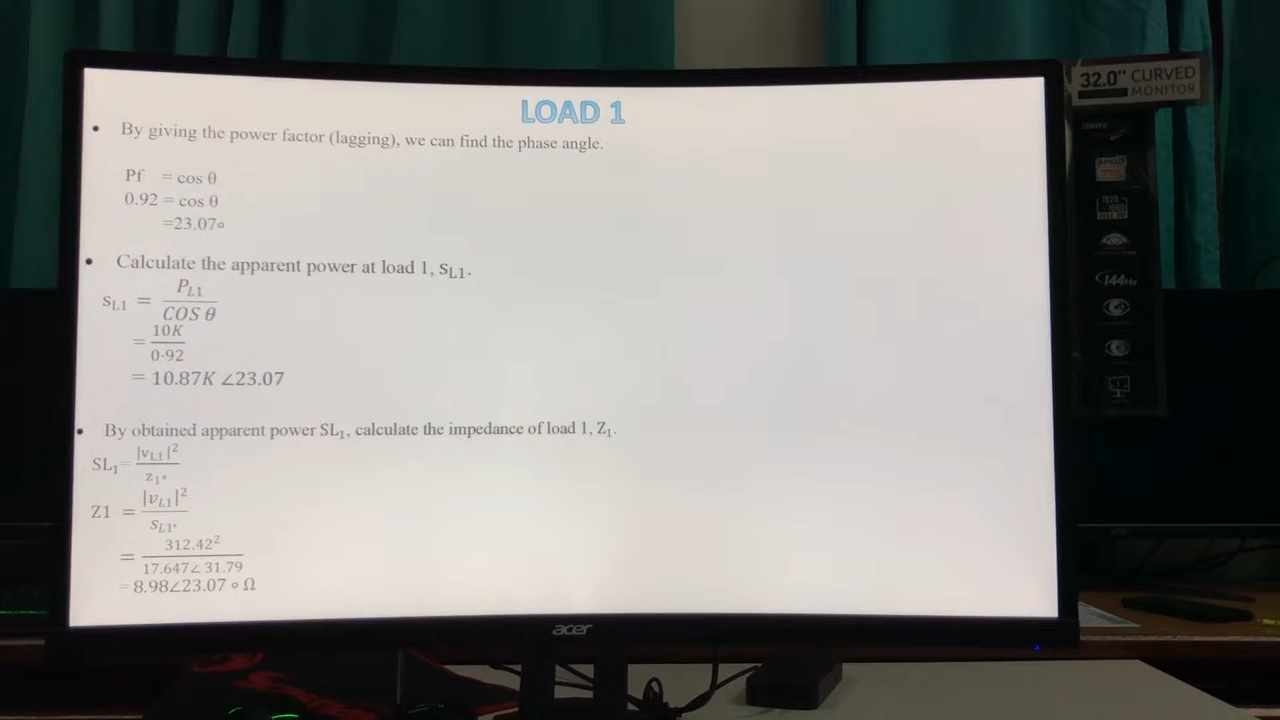 LOAD 1
• By giving the power factor (lagging), we can find the phase angle.
Pf = cos θ
0.92 = cos θ
=23.07∘
• Calculate the apparent power at load 1, SL1.
SL1 = PL1 / COS θ
= 10K / 0·92
= 10.87K ∠23.07
• By obtained apparent power SL1, calculate the impedance of load 1, Z1.
SL1= |VL1|² / Z1*
Z1 = |VL1|² / SL1*
= 312.42² / 17.647∠ 31.79
= 8.98∠23.07 ∘ Ω
acer
32.0" CURVED
MONITOR
144Hz